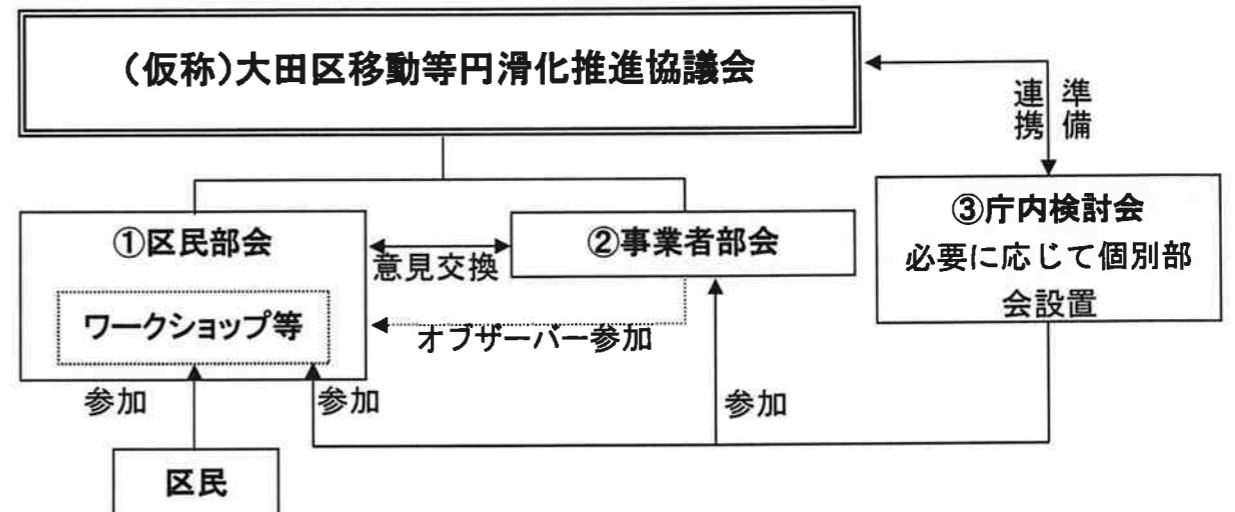 （仮称）大田区移動等円滑化推進協議会
連携
準備
①区民部会
意見交換
②事業者部会
③庁内検討会
必要に応じて個別部
会設置
ワークショップ等
オブザーバー参加
参加
参加
参加
区民